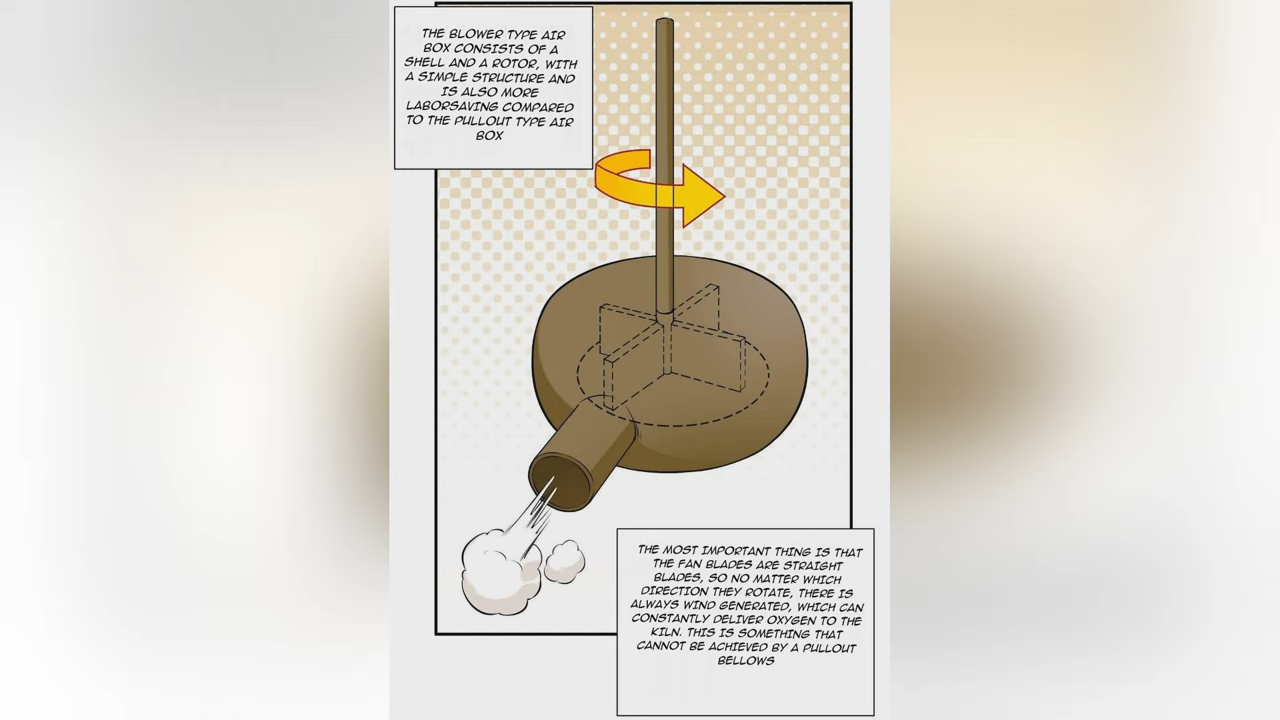 THE BLOWER TYPE AIR
BOX CONSISTS OF A
SHELL AND A ROTOR, WITH
A SIMPLE STRUCTURE AND
IS ALSO MORE
LABORSAVING COMPARED
TO THE PULLOUT TYPE AIR
BOX
THE MOST IMPORTANT THING IS THAT
THE FAN BLADES ARE STRAIGHT
BLADES, SO NO MATTER WHICH
DIRECTION THEY ROTATE, THERE IS
ALWAYS WIND GENERATED, WHICH CAN
CONSTANTLY DELIVER OXYGEN TO THE
KILN. THIS IS SOMETHING THAT
CANNOT BE ACHIEVED BY A PULLOUT
BELLOWS